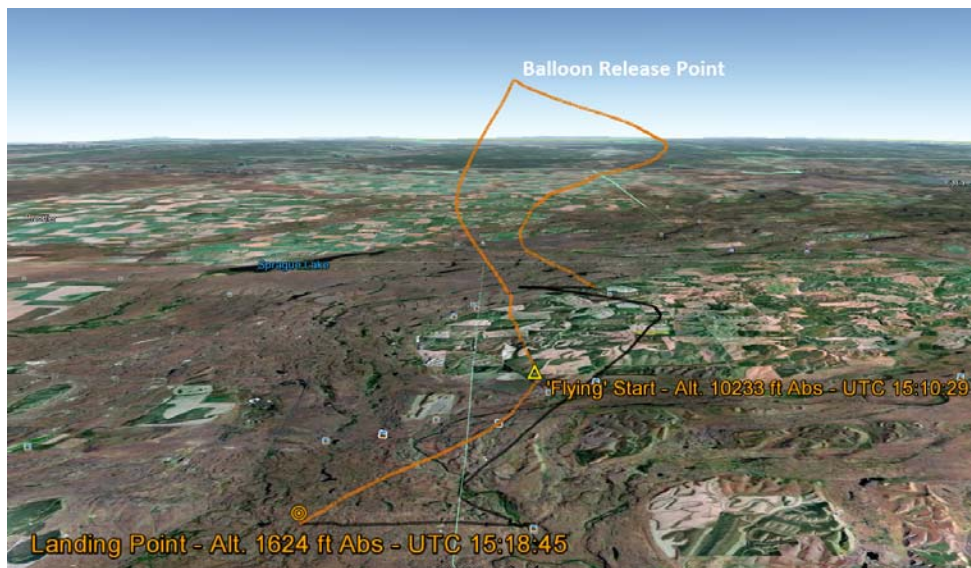 Balloon Release Point
Sprague Lake
'Flying' Start - Alt. 10233 ft Abs - UTC 15:10:29
Landing Point - Alt. 1624 ft Abs - UTC 15:18:45